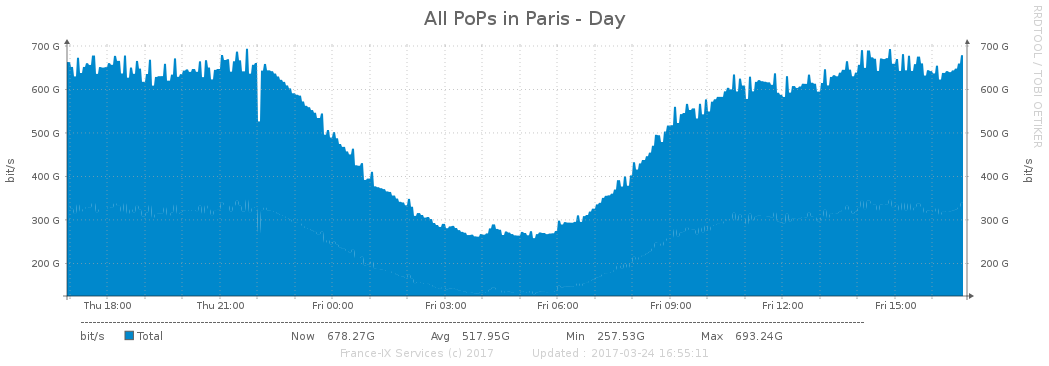 All PoPs in Paris - Day
RRDTOOL / TOBI OETIKER
700 G 700 G
600 G 600 G
500 G 500 G
400 G 400 G
300 G 300 G
200 G 200 G
bit/s
bit/s
Thu 18:00 Thu 21:00 Fri 00:00 Fri 03:00 Fri 06:00 Fri 09:00 Fri 12:00 Fri 15:00
bit/s Total Now 678.27G Avg 517.95G Min 257.53G Max 693.24G
France-IX Services (c) 2017 Updated : 2017-03-24 16:55:11